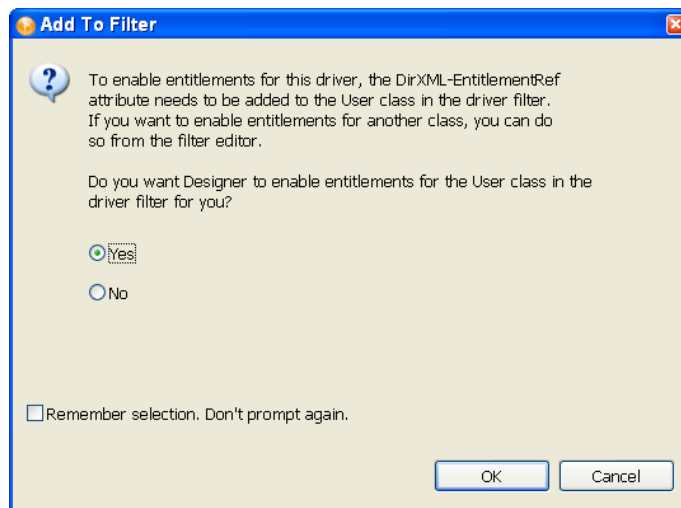 Add To Filter
To enable entitlements for this driver, the DirXML-EntitlementRef
attribute needs to be added to the User class in the driver filter.
If you want to enable entitlements for another class, you can do
so from the filter editor.
Do you want Designer to enable entitlements for the User class in the
driver filter for you?
Yes
No
Remember selection. Don't prompt again.
OK Cancel